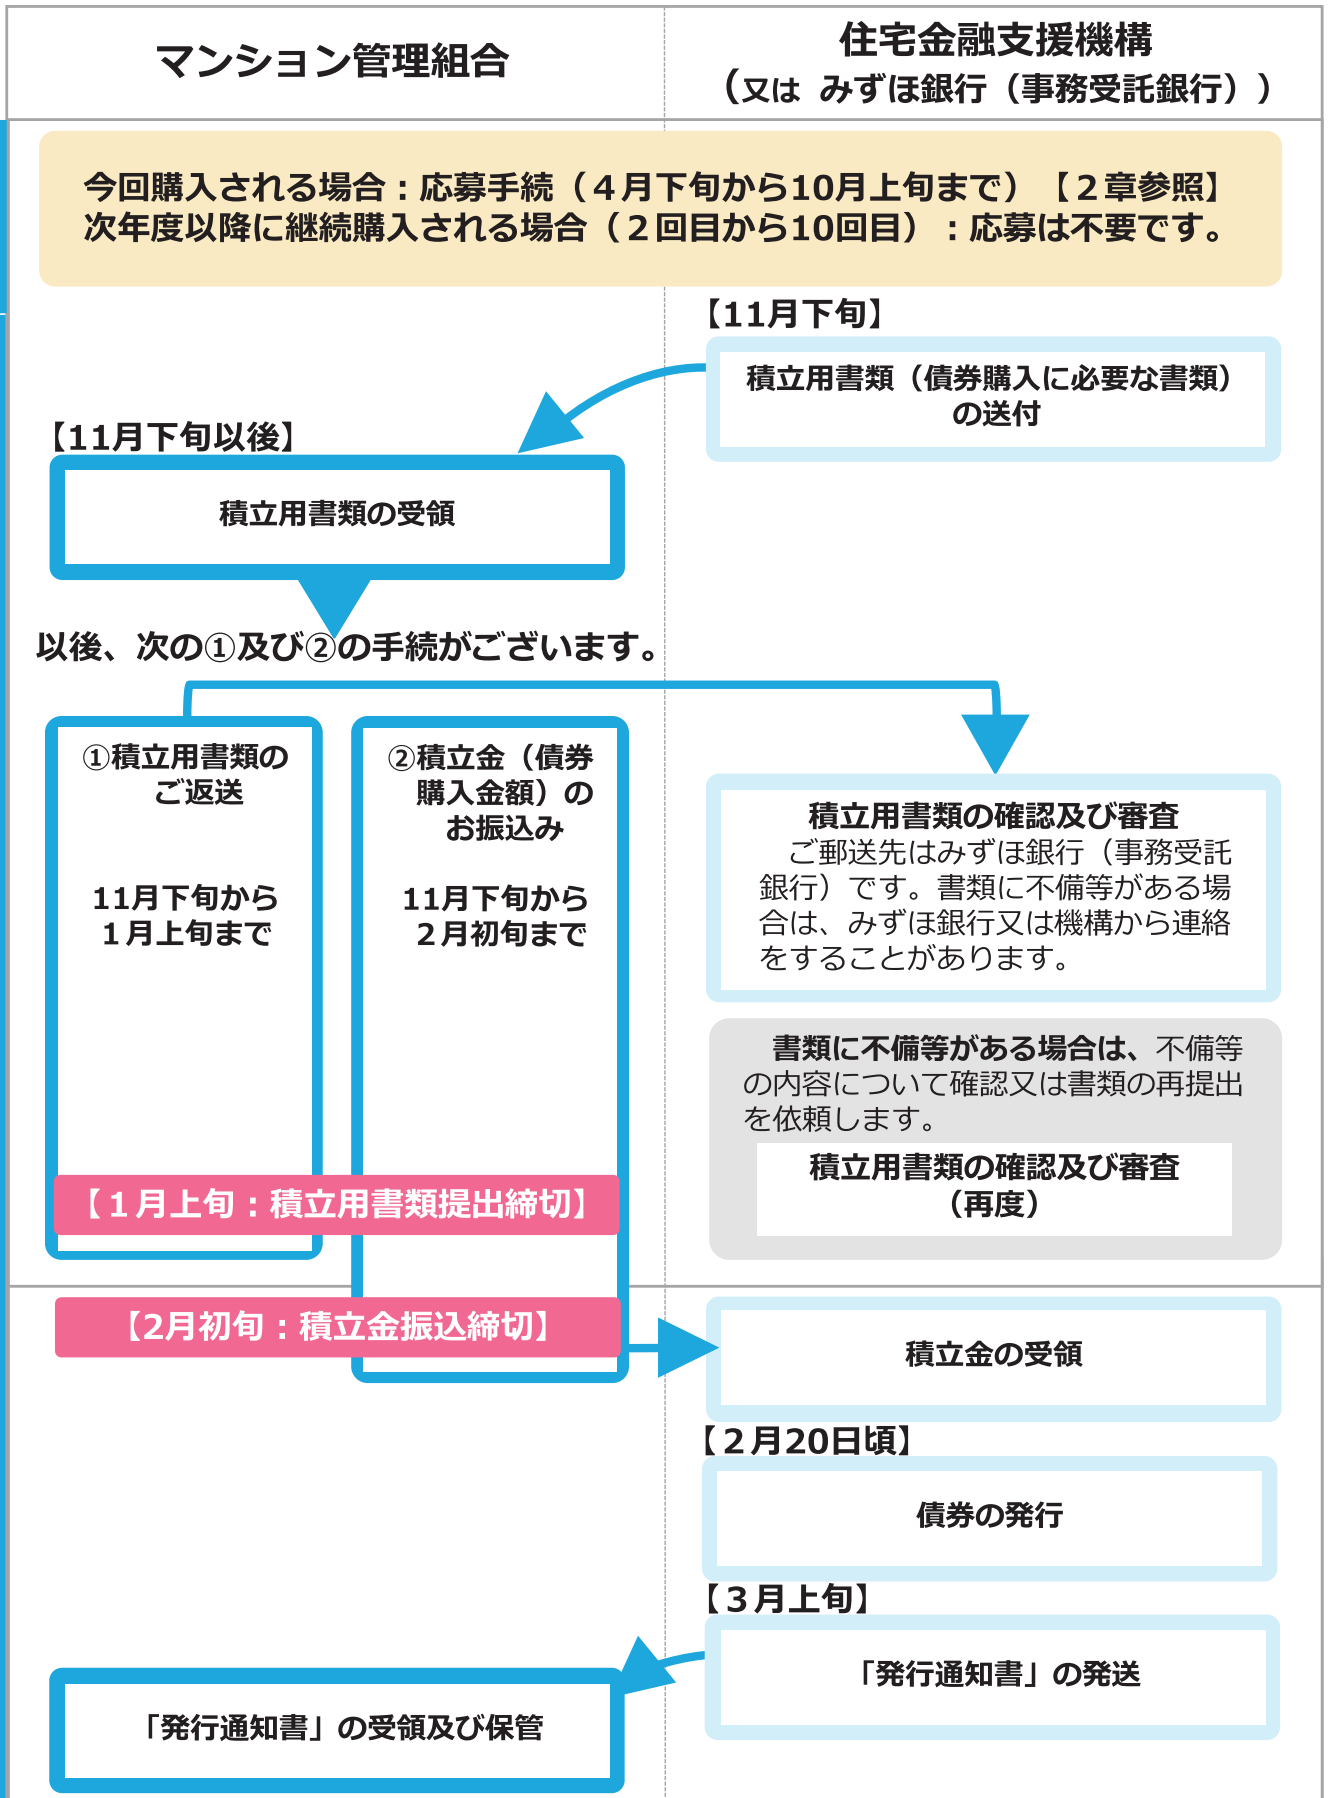 マンション管理組合
住宅金融支援機構
（又は みずほ銀行（事務受託銀行））
今回購入される場合：応募手続（４月下旬から10月上旬まで）【２章参照】
次年度以降に継続購入される場合（２回目から10回目）：応募は不要です。
【11月下旬】
積立用書類（債券購入に必要な書類）
の送付
【11月下旬以後】
積立用書類の受領
以後、次の①及び②の手続がございます。
①積立用書類の
ご返送
11月下旬から
１月上旬まで
②積立金（債券
購入金額）の
お振込み
11月下旬から
２月初旬まで
積立用書類の確認及び審査
ご郵送先はみずほ銀行（事務受託
銀行）です。書類に不備等がある場
合は、みずほ銀行又は機構から連絡
をすることがあります。
書類に不備等がある場合は、不備等
の内容について確認又は書類の再提出
を依頼します。
積立用書類の確認及び審査
（再度）
【１月上旬：積立用書類提出締切】
【2月初旬：積立金振込締切】
積立金の受領
【２月20日頃】
債券の発行
【３月上旬】
「発行通知書」の発送
「発行通知書」の受領及び保管